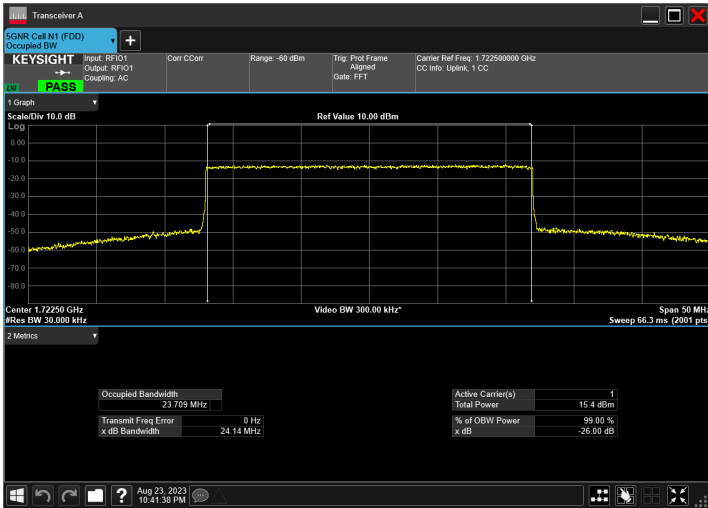 Transceiver A
5GNR Cell N1 (FDD)
Occupied BW
KEYSIGHT
Input: RFIO1
Output: RFIO1
Coupling: AC
Corr CCorr
Range: -60 dBm
Trig: Prot Frame
Aligned
Gate: FFT
Carrier Ref Freq: 1.722500000 GHz
CC Info: Uplink, 1 CC
LXI
PASS
1 Graph
Scale/Div 10.0 dB
Ref Value 10.00 dBm
Log
0.00
-10.0
-20.0
-30.0
-40.0
-50.0
-60.0
-70.0
-80.0
Center 1.72250 GHz
Video BW 300.00 kHz*
Span 50 MHz
#Res BW 30.000 kHz
Sweep 66.3 ms (2001 pts
2 Metrics
Occupied Bandwidth
23.709 MHz
Active Carrier(s) 1
Total Power 15.4 dBm
Transmit Freq Error 0 Hz
x dB Bandwidth 24.14 MHz
% of OBW Power 99.00 %
x dB -26.00 dB
?
Aug 23, 2023
10:41:38 PM